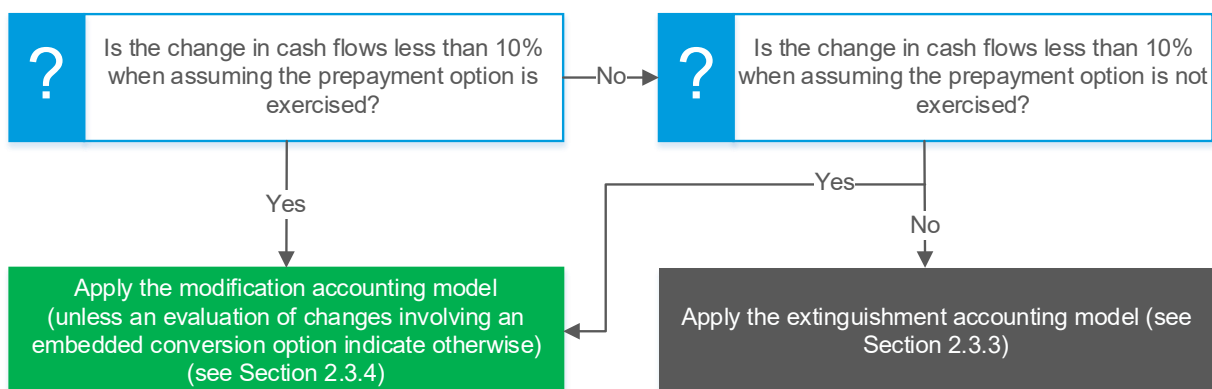 ?
Is the change in cash flows less than 10%
when assuming the prepayment option is
exercised?
No
?
Is the change in cash flows less than 10%
when assuming the prepayment option is not
exercised?
Yes
Yes
No
Apply the modification accounting model
(unless an evaluation of changes involving an
embedded conversion option indicate otherwise)
(see Section 2.3.4)
Apply the extinguishment accounting model (see
Section 2.3.3)